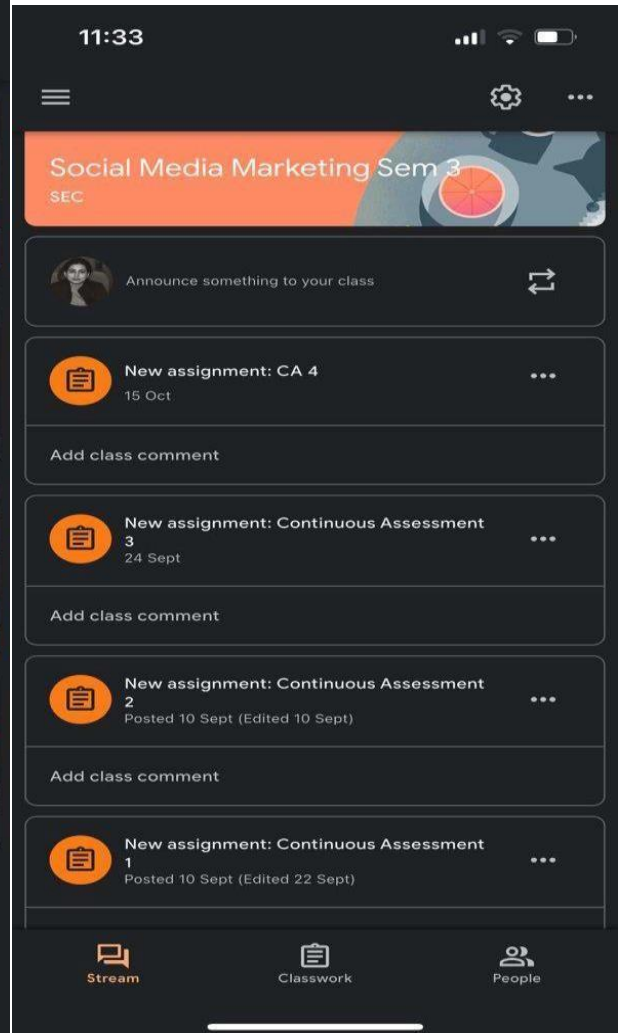 11:33
Social Media Marketing Sem 3
SEC
Announce something to your class
New assignment: CA 4
15 Oct
Add class comment
New assignment: Continuous Assessment
3
24 Sept
Add class comment
New assignment: Continuous Assessment
2
Posted 10 Sept (Edited 10 Sept)
Add class comment
New assignment: Continuous Assessment
1
Posted 10 Sept (Edited 22 Sept)
Stream
Classwork
People